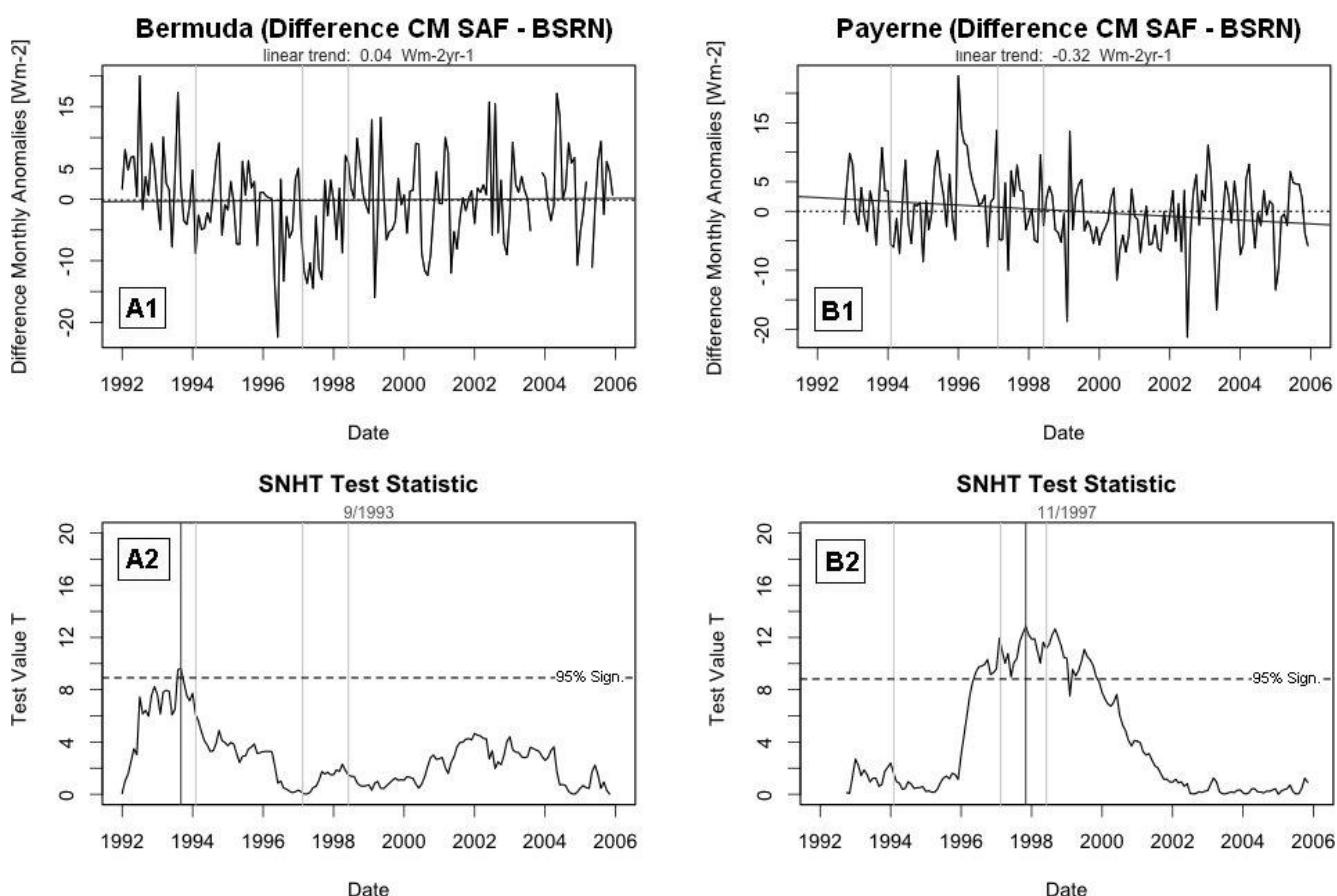 Bermuda (Difference CM SAF - BSRN)
linear trend: 0.04 Wm-2yr-1
Difference Monthly Anomalies [Wm-2]
15
5
0
-10
-20
A1
1992 1994 1996 1998 2000 2002 2004 2006
Date
Payerne (Difference CM SAF - BSRN)
linear trend: -0.32 Wm-2yr-1
Difference Monthly Anomalies [Wm-2]
15
5
0
-10
-20
B1
1992 1994 1996 1998 2000 2002 2004 2006
Date
SNHT Test Statistic
9/1993
Test Value T
20
16
12
8
4
0
A2
95% Sign.
1992 1994 1996 1998 2000 2002 2004 2006
Date
SNHT Test Statistic
11/1997
Test Value T
20
16
12
8
4
0
B2
95% Sign.
1992 1994 1996 1998 2000 2002 2004 2006
Date